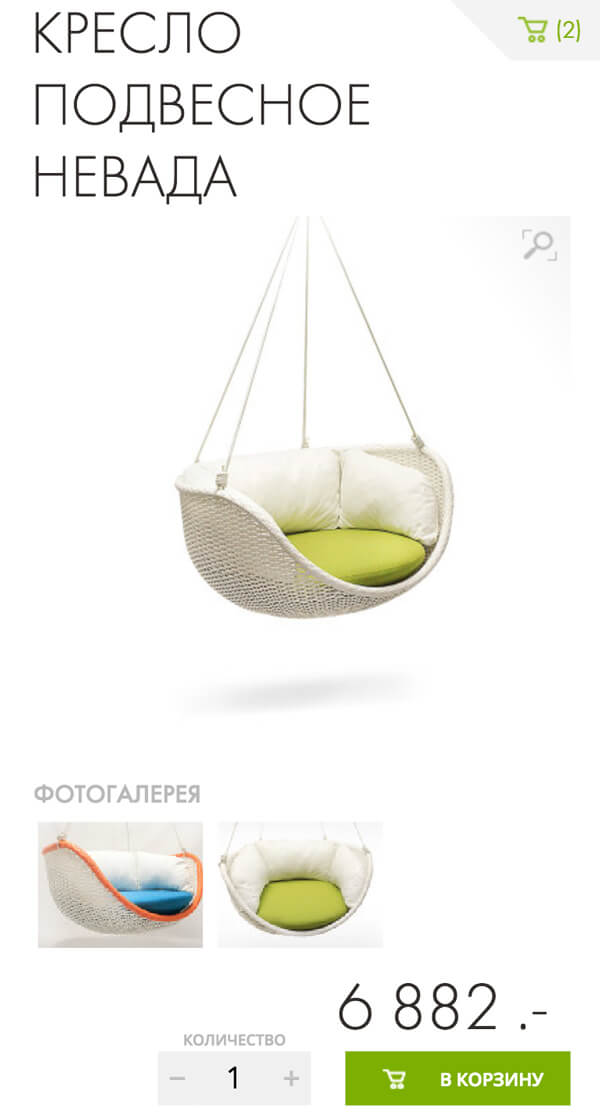 КРЕСЛО
(2)
ПОДВЕСНОЕ
НЕВАДА
ФОТОГАЛЕРЕЯ
6 882 .-
КОЛИЧЕСТВО
− 1 +
В КОРЗИНУ